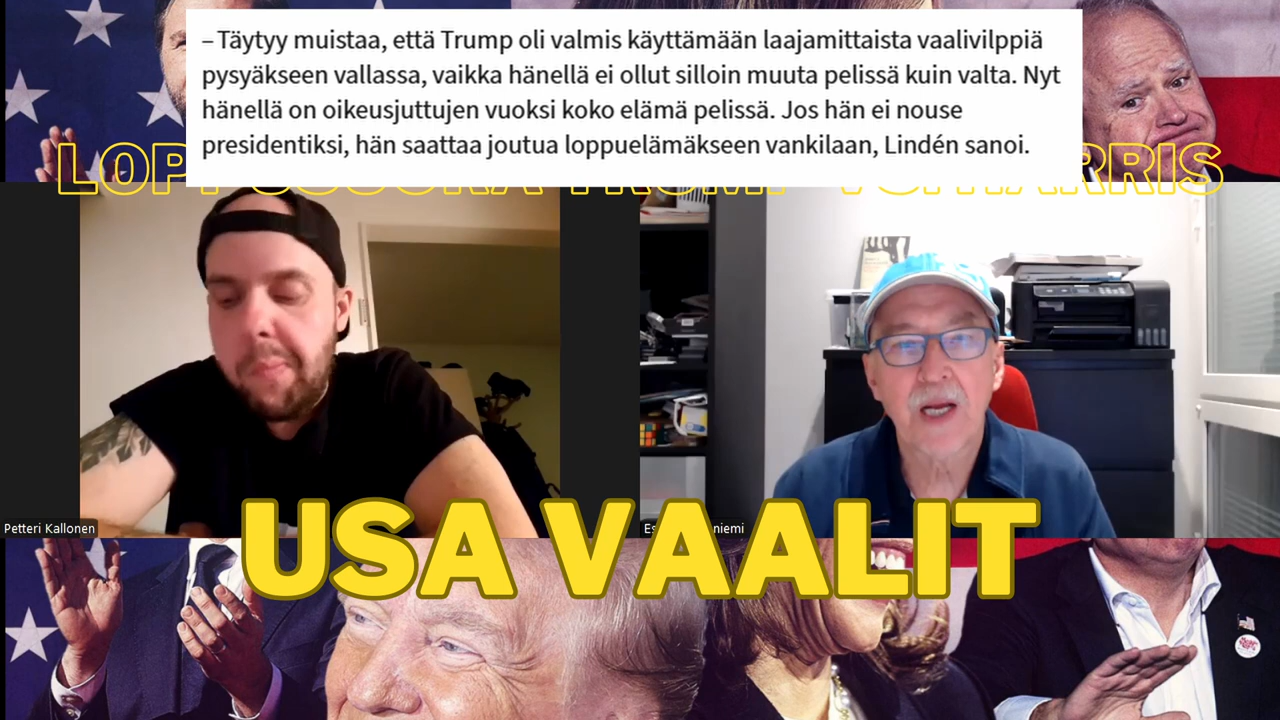 – Täytyy muistaa, että Trump oli valmis käyttämään laajamittaista vaalivilppiä
pysyäkseen vallassa, vaikka hänellä ei ollut silloin muuta pelissä kuin valta. Nyt
hänellä on oikeusjuttujen vuoksi koko elämä pelissä. Jos hän ei nouse
presidentiksi, hän saattaa joutua loppuelämäkseen vankilaan, Lindén sanoi.
Petteri Kallonen
USA VAALIT